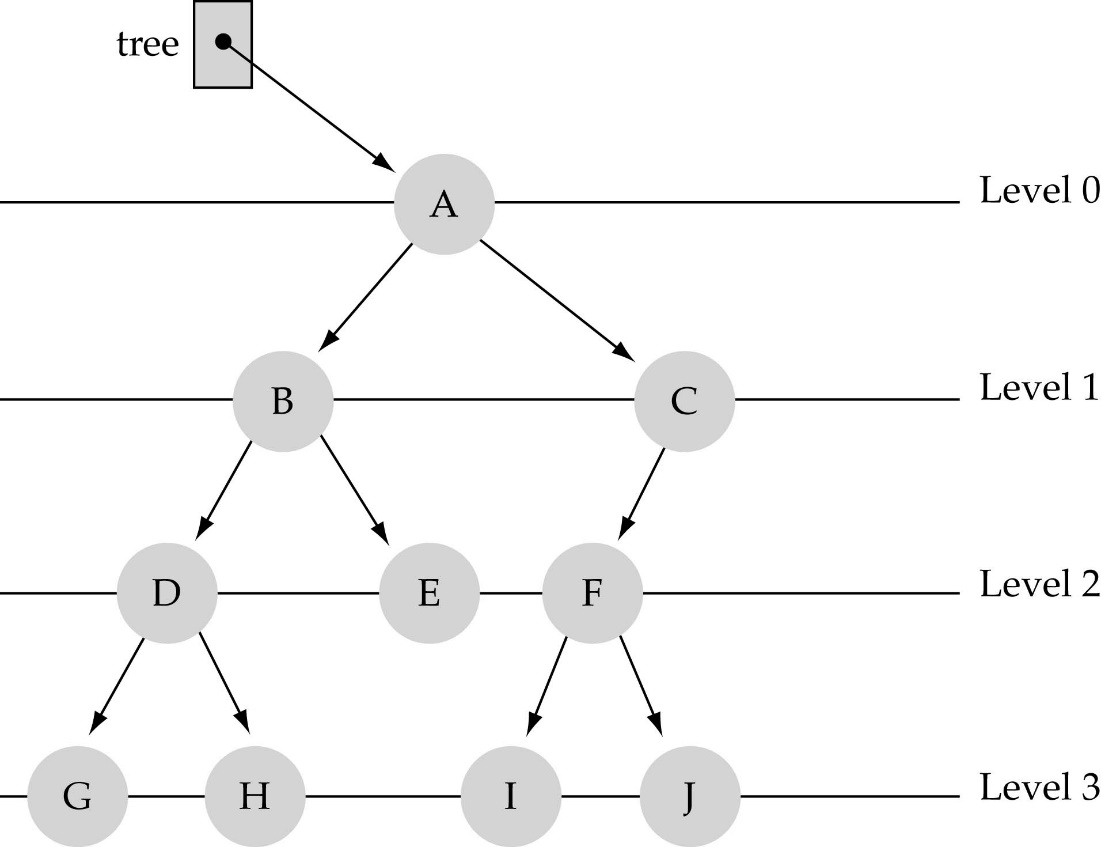 tree
A Level 0
B C Level 1
D E F Level 2
G H I J Level 3